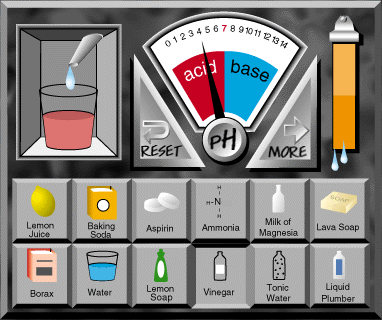 0 1 2 3 4 5 6 7 8 9 10 11 12 13 14
acid base
pH
RESET
MORE
Lemon
Juice
Baking
Soda
Aspirin
H
H N
H
Ammonia
Milk of
Magnesia
SOAP
Lava Soap
Borax
Water
Lemon
Soap
Vinegar
Tonic
Water
Liquid
Plumber